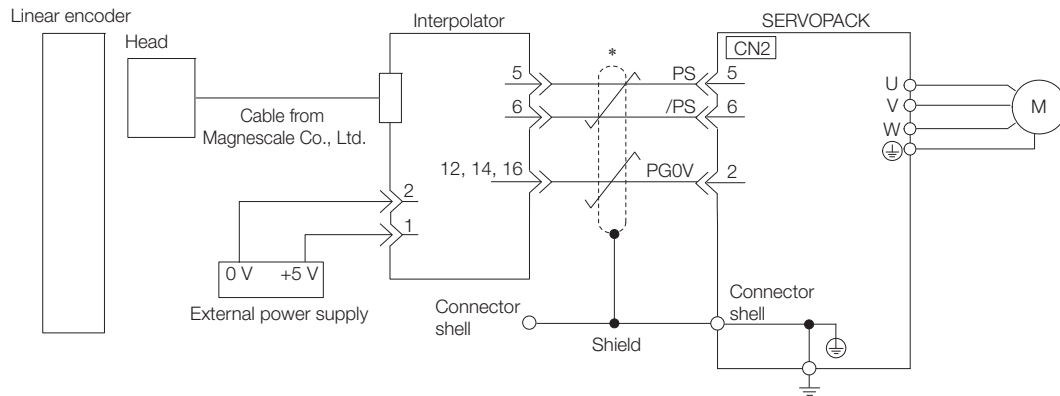 Linear encoder
Head
Interpolator
SERVOPACK
*
CN2
5
PS
5
6
/PS
6
Cable from
Magnescale Co., Ltd.
12, 14, 16
PG0V
2
U
V
W
M
2
1
0 V
+5 V
External power supply
Connector
shell
Shield
Connector
shell